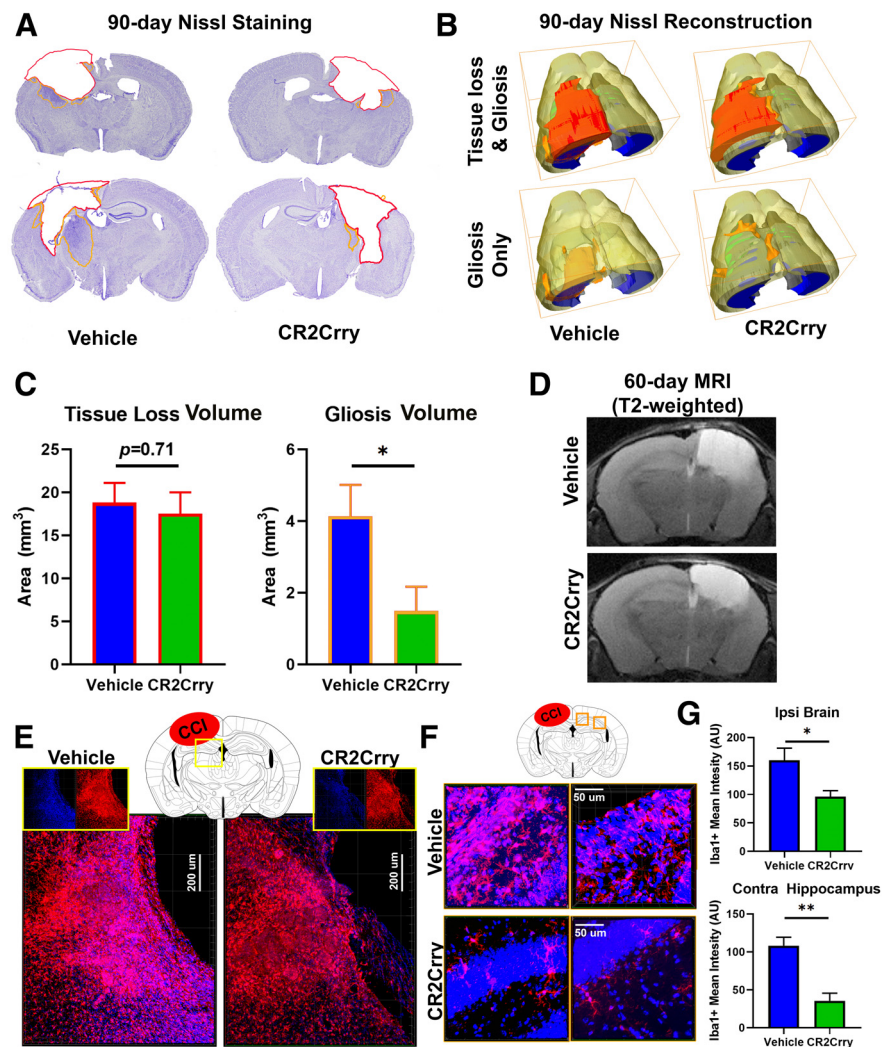 A 90-day Nissl Staining
Vehicle
CR2Crry
B 90-day Nissl Reconstruction
Tissue loss
& Gliosis
Gliosis
Only
Vehicle
CR2Crry
C
Tissue Loss Volume
Area (mm³)
25
20
15
10
5
0
p=0.71
Vehicle CR2Crry
Gliosis Volume
Area (mm³)
6
4
2
0
*
Vehicle CR2Crry
D 60-day MRI
(T2-weighted)
Vehicle
CR2Crry
E
Vehicle
CCI
CR2Crry
200 um
200 um
F
CCI
Vehicle
50 um
CR2Crry
50 um
G
Ipsi Brain
Iba1+ Mean Intesity (AU)
200
150
100
50
0
*
Vehicle CR2Crry
Contra Hippocampus
Iba1+ Mean Intesity (AU)
150
100
50
0
**
Vehicle CR2Crry